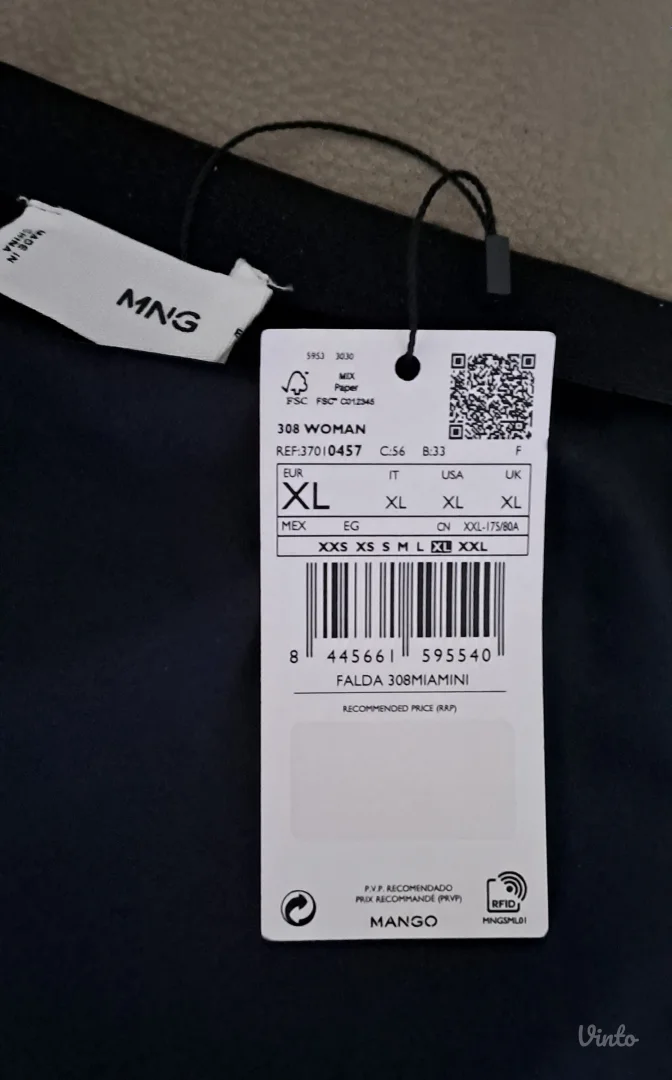 MADE IN
CHINA
MNG
5953 3030
MIX
Paper
FSC FSC™ C012345
308 WOMAN
REF:37010457 C:56 B:33 F
EUR IT USA UK
XL XL XL XL
MEX EG CN XXL-175/80A
XXS XS S M L XL XXL
8 445661 595540
FALDA 308MIAMINI
RECOMMENDED PRICE (RRP)
P.V.P. RECOMENDADO
PRIX RECOMMANDÉ (PRVP)
MANGO
RFID
MNGSML01
Vinto